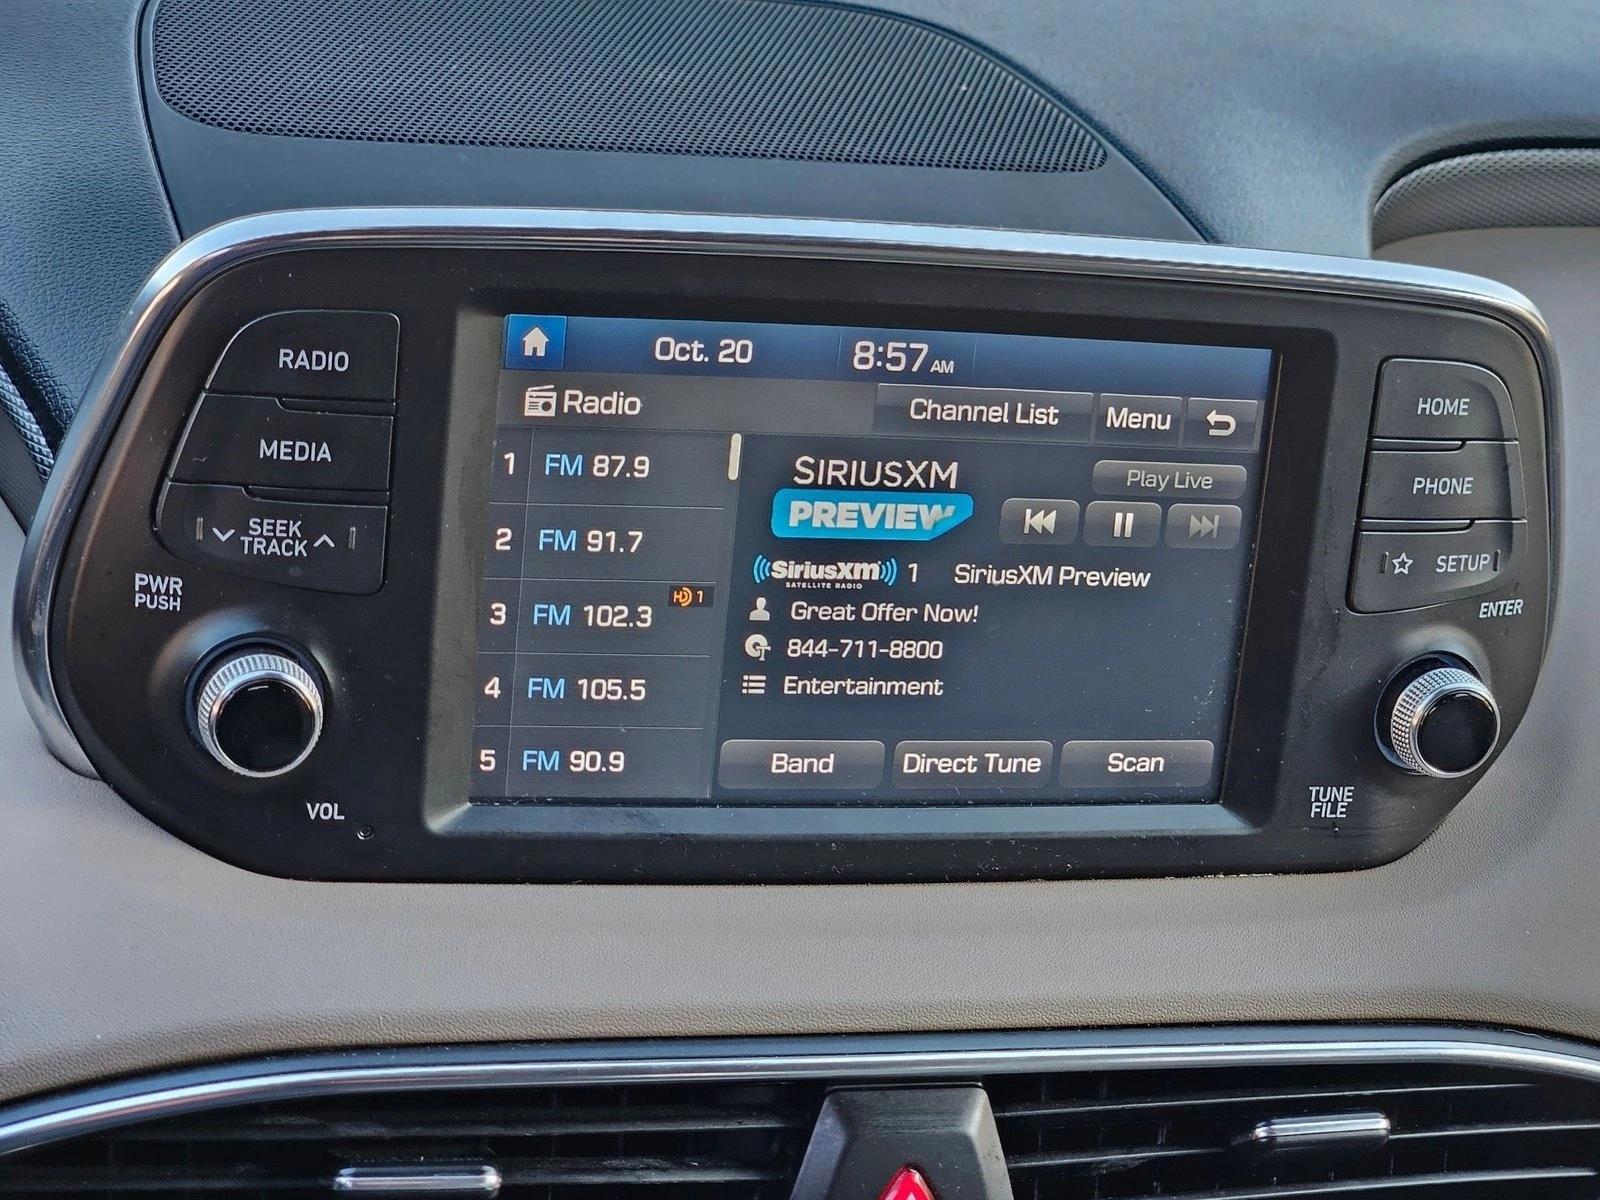 RADIO
MEDIA
SEEK
TRACK
PWR
PUSH
VOL
Oct. 20
8:57 AM
Radio
Channel List
Menu
1 FM 87.9
2 FM 91.7
3 FM 102.3 HD 1
4 FM 105.5
5 FM 90.9
SIRIUSXM
PREVIEW
Play Live
((SiriusXM)) 1 SiriusXM Preview
SATELLITE RADIO
Great Offer Now!
844-711-8800
Entertainment
Band
Direct Tune
Scan
HOME
PHONE
SETUP
ENTER
TUNE
FILE